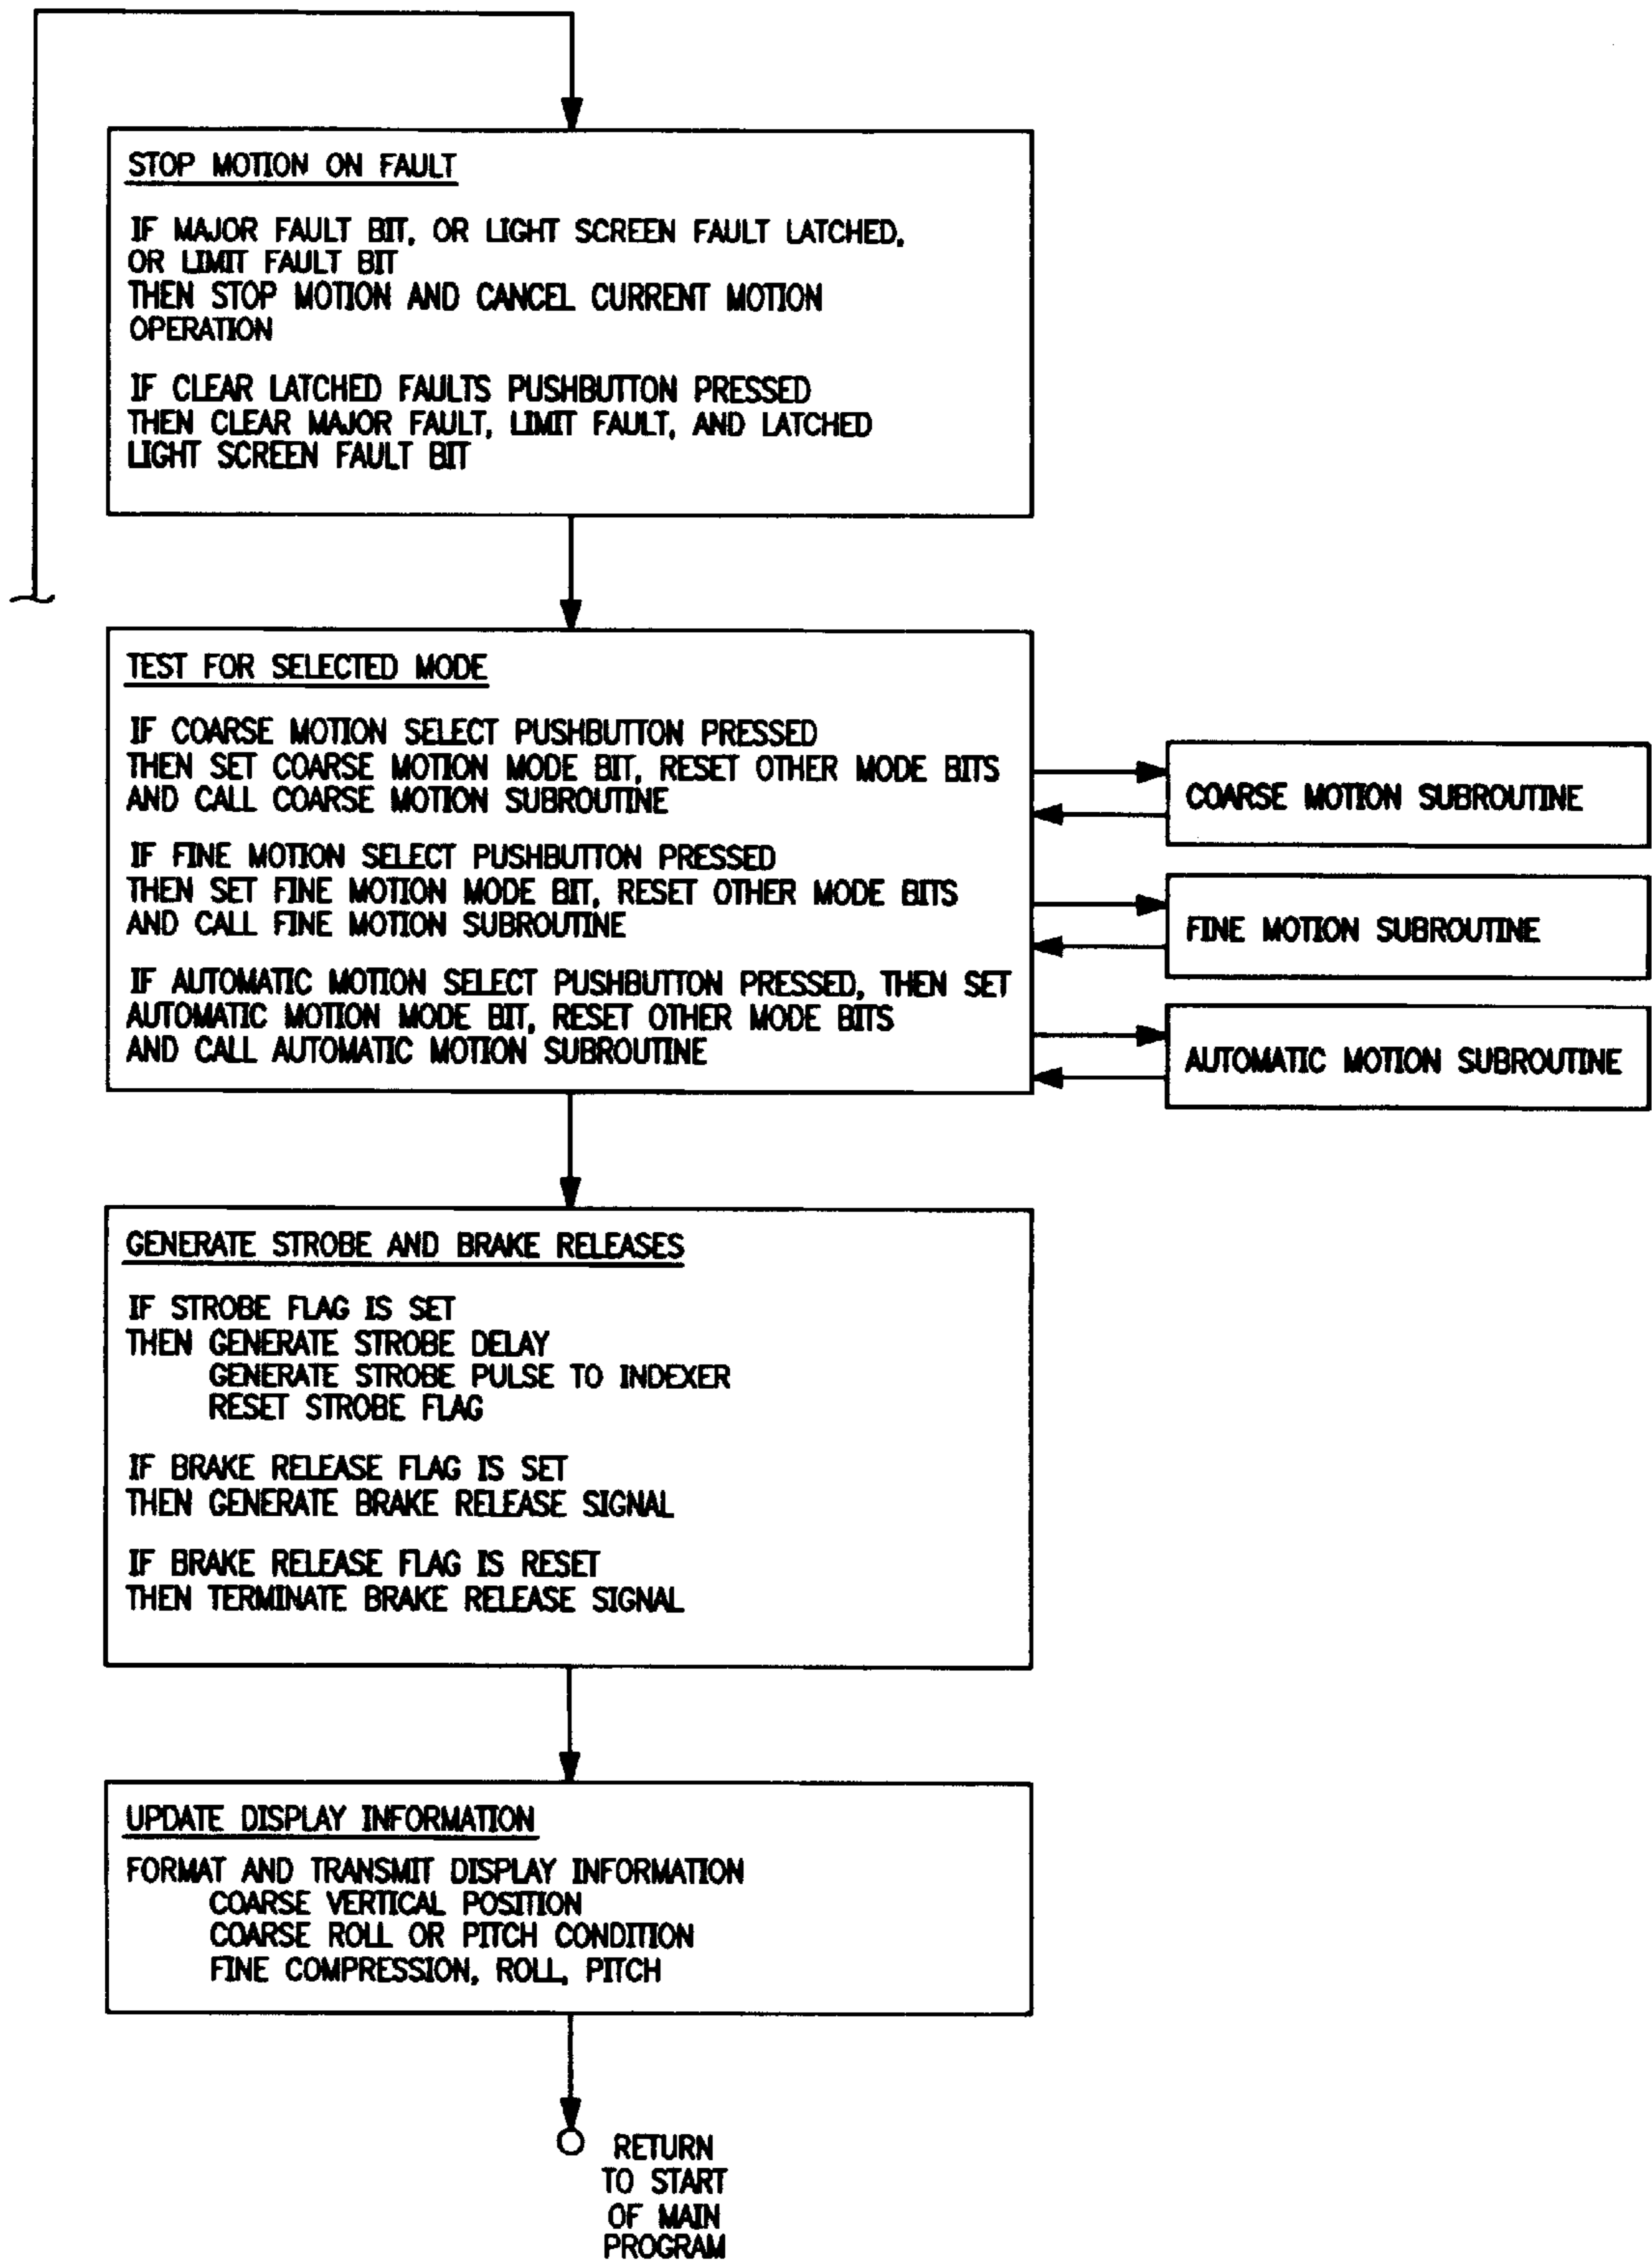 STOP MOTION ON FAULT
IF MAJOR FAULT BIT, OR LIGHT SCREEN FAULT LATCHED,
OR LIMIT FAULT BIT
THEN STOP MOTION AND CANCEL CURRENT MOTION
OPERATION
IF CLEAR LATCHED FAULTS PUSHBUTTON PRESSED
THEN CLEAR MAJOR FAULT, LIMIT FAULT, AND LATCHED
LIGHT SCREEN FAULT BIT
TEST FOR SELECTED MODE
IF COARSE MOTION SELECT PUSHBUTTON PRESSED
THEN SET COARSE MOTION MODE BIT, RESET OTHER MODE BITS
AND CALL COARSE MOTION SUBROUTINE
IF FINE MOTION SELECT PUSHBUTTON PRESSED
THEN SET FINE MOTION MODE BIT, RESET OTHER MODE BITS
AND CALL FINE MOTION SUBROUTINE
IF AUTOMATIC MOTION SELECT PUSHBUTTON PRESSED, THEN SET
AUTOMATIC MOTION MODE BIT, RESET OTHER MODE BITS
AND CALL AUTOMATIC MOTION SUBROUTINE
COARSE MOTION SUBROUTINE
FINE MOTION SUBROUTINE
AUTOMATIC MOTION SUBROUTINE
GENERATE STROBE AND BRAKE RELEASES
IF STROBE FLAG IS SET
THEN GENERATE STROBE DELAY
GENERATE STROBE PULSE TO INDEXER
RESET STROBE FLAG
IF BRAKE RELEASE FLAG IS SET
THEN GENERATE BRAKE RELEASE SIGNAL
IF BRAKE RELEASE FLAG IS RESET
THEN TERMINATE BRAKE RELEASE SIGNAL
UPDATE DISPLAY INFORMATION
FORMAT AND TRANSMIT DISPLAY INFORMATION
COARSE VERTICAL POSITION
COARSE ROLL OR PITCH CONDITION
FINE COMPRESSION, ROLL, PITCH
RETURN
TO START
OF MAIN
PROGRAM